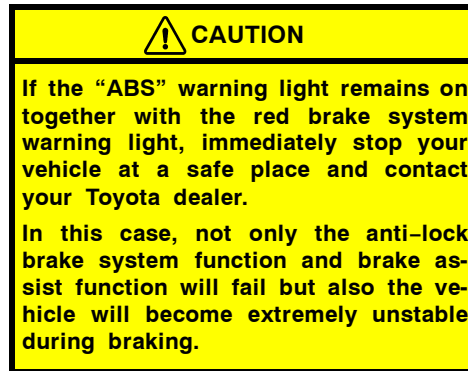 CAUTION
If the “ABS” warning light remains on
together with the red brake system
warning light, immediately stop your
vehicle at a safe place and contact
your Toyota dealer.
In this case, not only the anti–lock
brake system function and brake as-
sist function will fail but also the ve-
hicle will become extremely unstable
during braking.